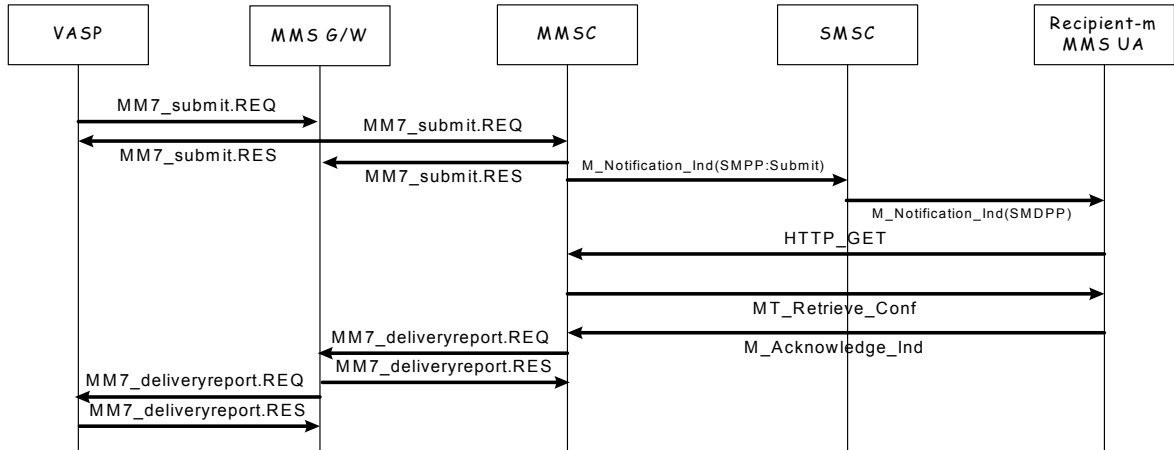 VASP
MMS G/W
MMSC
SMSC
Recipient-m
MMS UA
MM7_submit.REQ
MM7_submit.REQ
MM7_submit.RES
MM7_submit.RES
M_Notification_Ind(SMPP:Submit)
M_Notification_Ind(SMDPP)
HTTP_GET
MT_Retrieve_Conf
MM7_deliveryreport.REQ
M_Acknowledge_Ind
MM7_deliveryreport.RES
MM7_deliveryreport.REQ
MM7_deliveryreport.RES